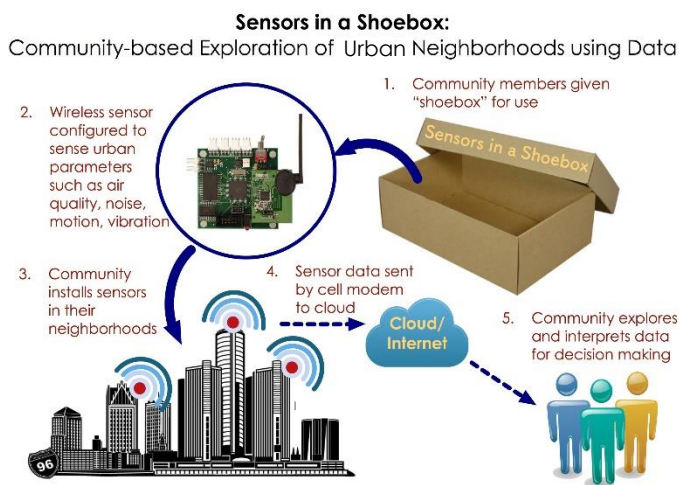 Sensors in a Shoebox:
Community-based Exploration of Urban Neighborhoods using Data
1. Community members given
"shoebox" for use
Sensors in a Shoebox
2. Wireless sensor
configured to
sense urban
parameters
such as air
quality, noise,
motion, vibration
3. Community
installs sensors
in their
neighborhoods
4. Sensor data sent
by cell modem
to cloud
Cloud/
Internet
5. Community explores
and interprets data
for decision making
96